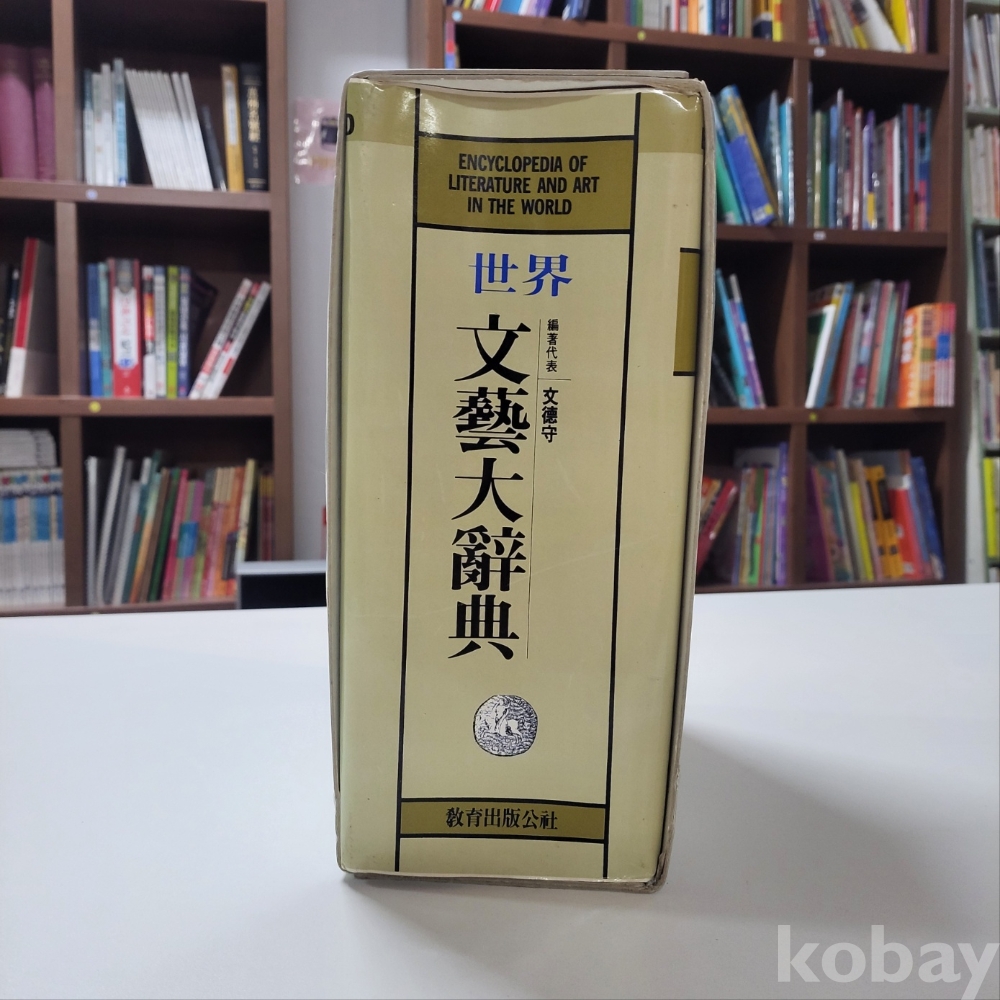 ENCYCLOPEDIA OF
LITERATURE AND ART
IN THE WORLD
世界
文藝大辭典
編著代表
文德守
敎育出版公社
kobay